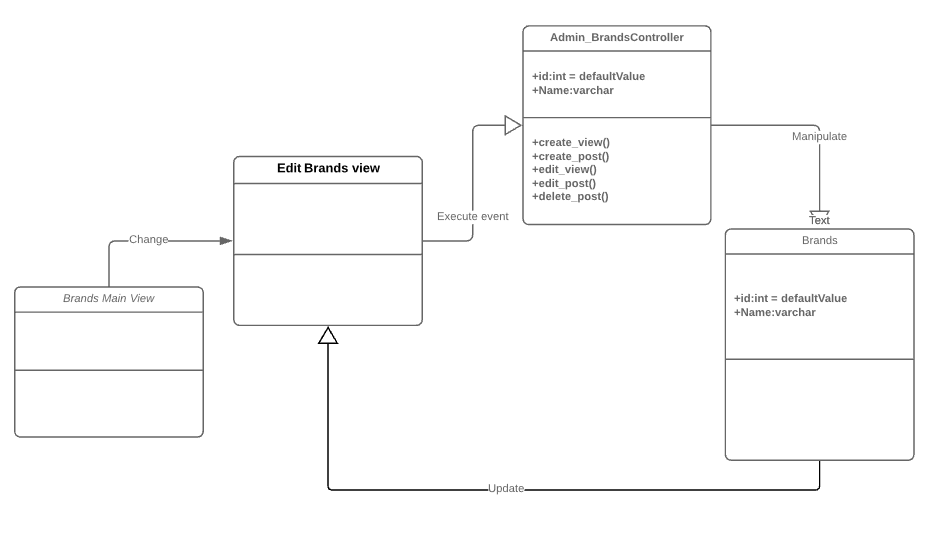 Admin_BrandsController
+id:int = defaultValue
+Name:varchar
+create_view()
+create_post()
+edit_view()
+edit_post()
+delete_post()
Manipulate
Edit Brands view
Execute event
Text
Change
Brands
Brands Main View
+id:int = defaultValue
+Name:varchar
Update